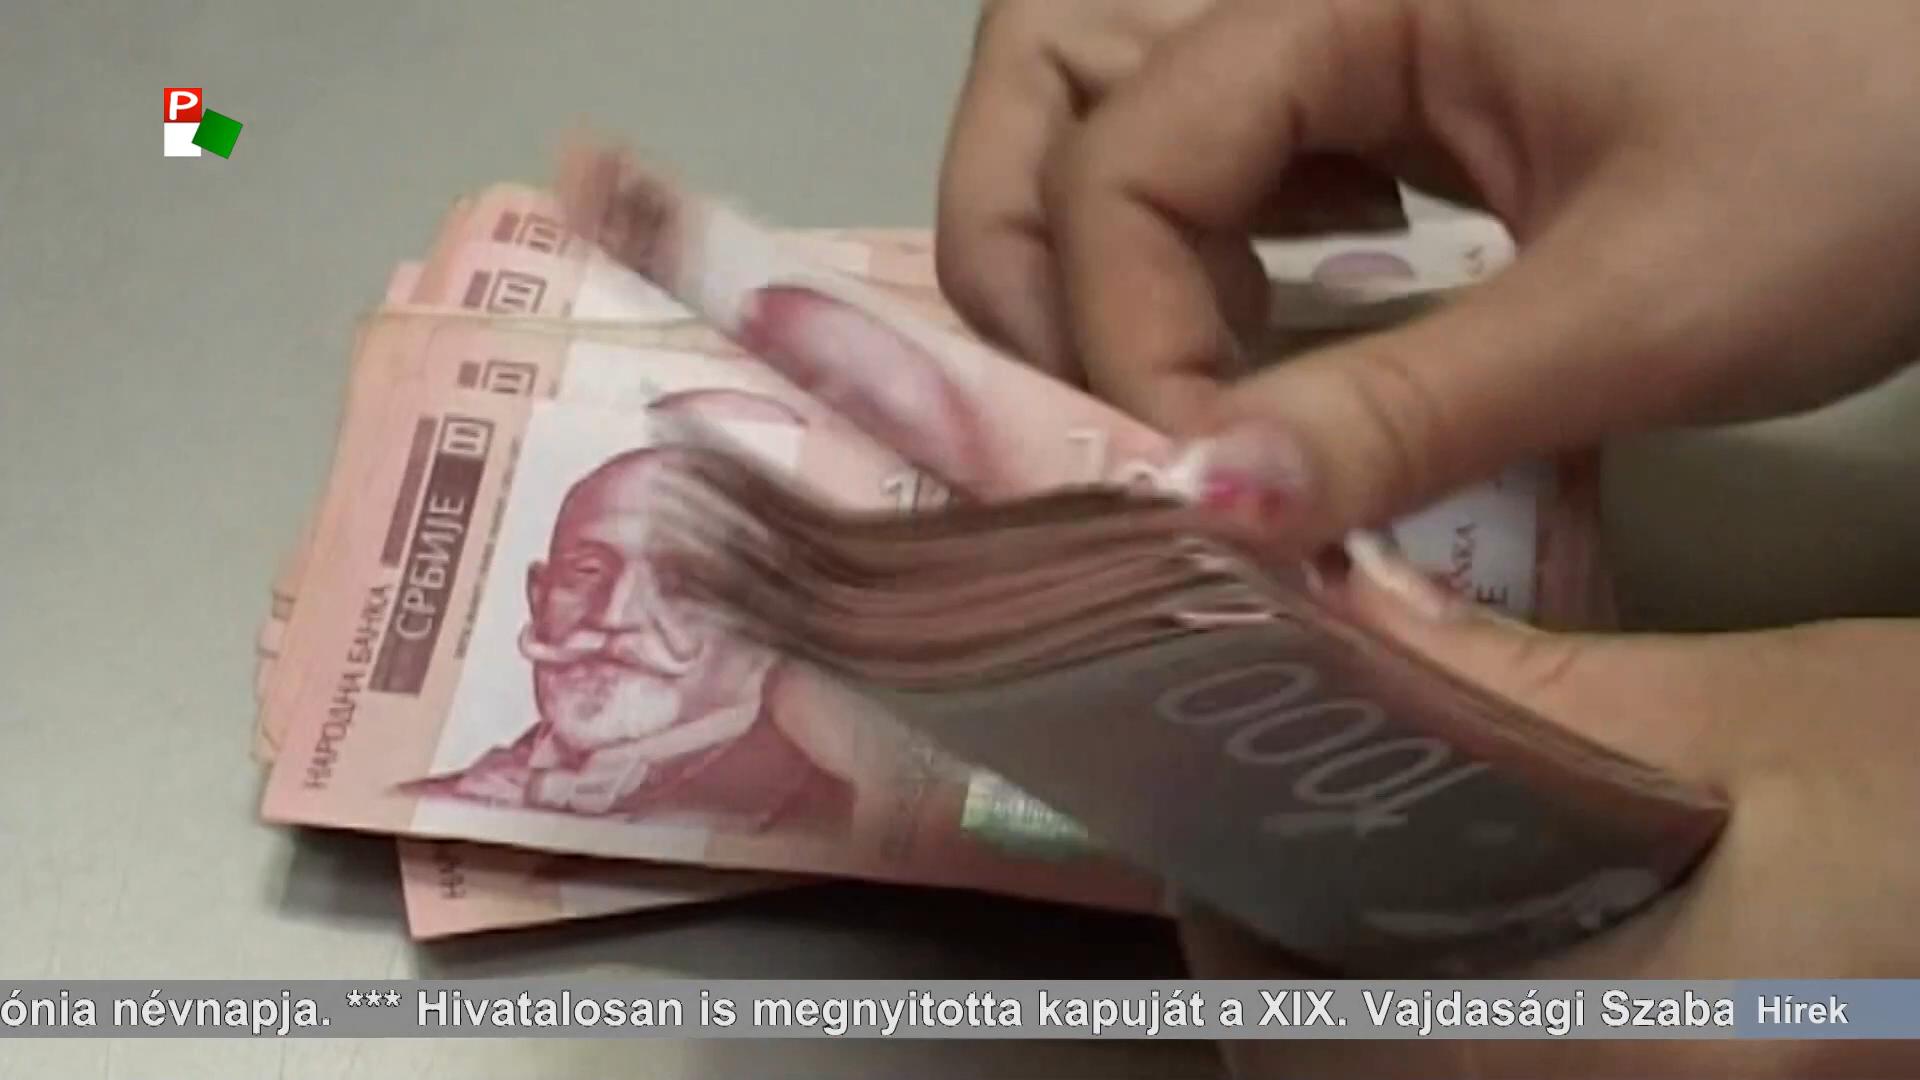 P
НАРОДНА БАНКА
СРБИЈЕ
1000
ónia névnapja. *** Hivatalosan is megnyitotta kapuját a XIX. Vajdasági Szaba
Hírek